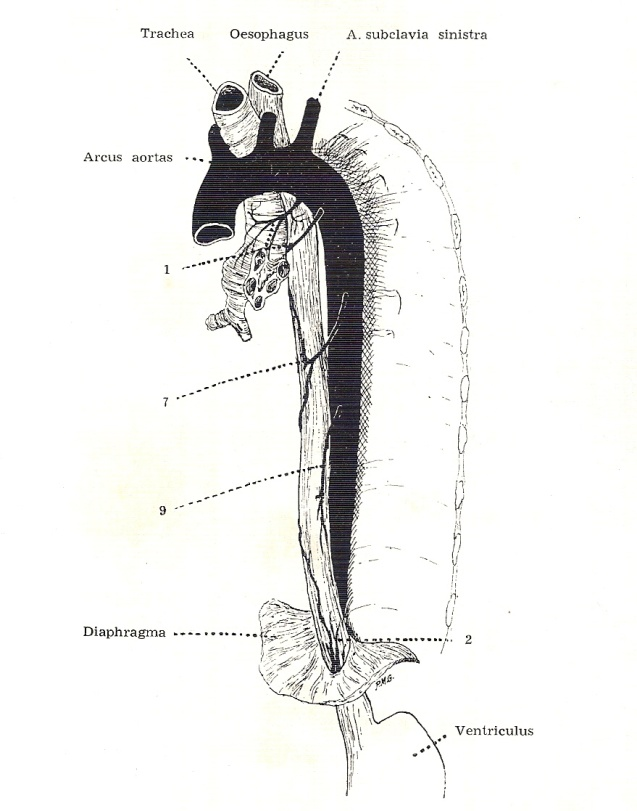 Trachea
Oesophagus
A. subclavia sinistra
Arcus aortas
1
7
9
Diaphragma
2
P.M.G.
Ventriculus